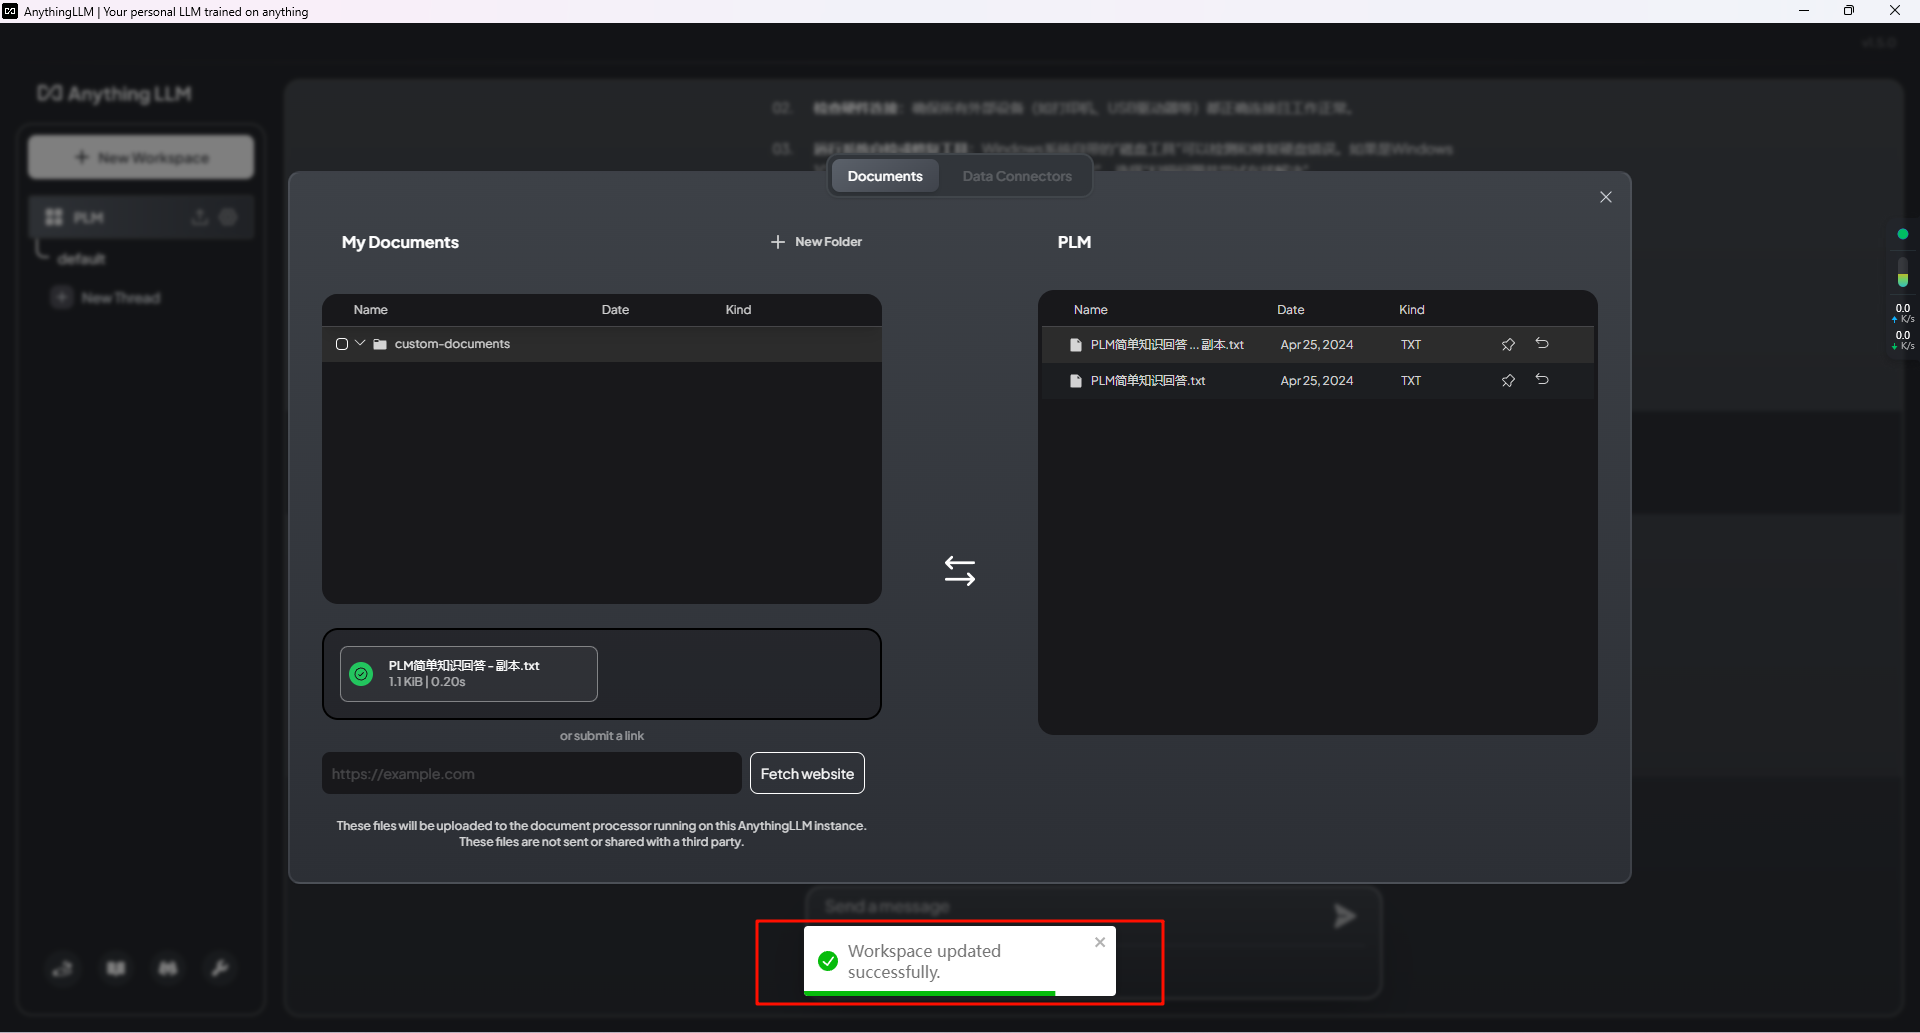 AnythingLLM | Your personal LLM trained on anything
v1.5.0
Anything LLM
New Workspace
PLM
default
New Thread
Documents
Data Connectors
My Documents
New Folder
Name Date Kind
custom-documents
PLM简单知识回答 - 副本.txt
1.1 KiB | 0.20s
or submit a link
https://example.com
Fetch website
These files will be uploaded to the document processor running on this AnythingLLM instance.
These files are not sent or shared with a third party.
PLM
Name Date Kind
PLM简单知识回答 ... 副本.txt Apr 25, 2024 TXT
PLM简单知识回答.txt Apr 25, 2024 TXT
0.0
K/s
0.0
K/s
Send a message
Workspace updated
successfully.